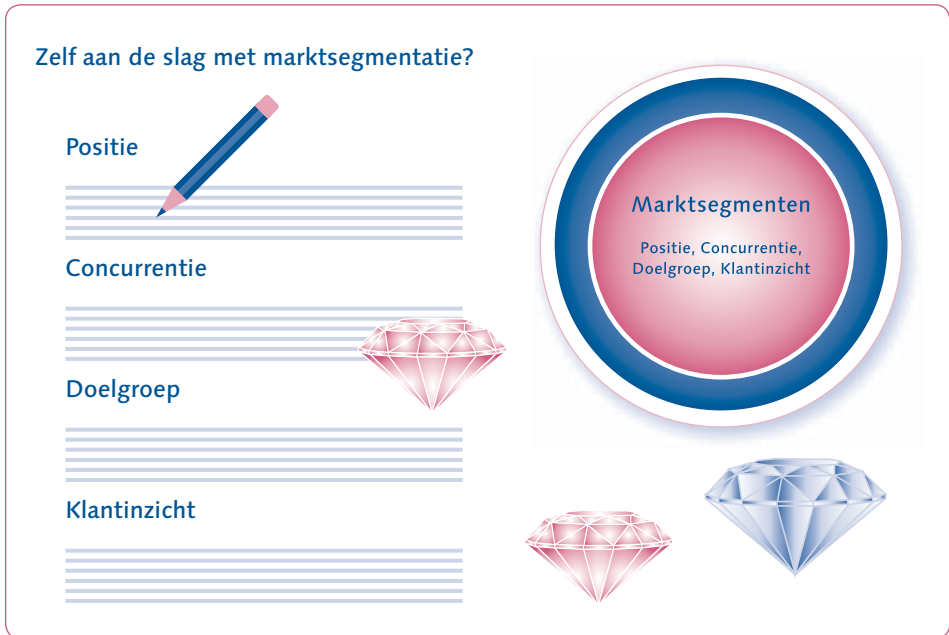 Zelf aan de slag met marktsegmentatie?
Positie
Concurrentie
Doelgroep
Klantinzicht
Marktsegmenten
Positie, Concurrentie,
Doelgroep, Klantinzicht